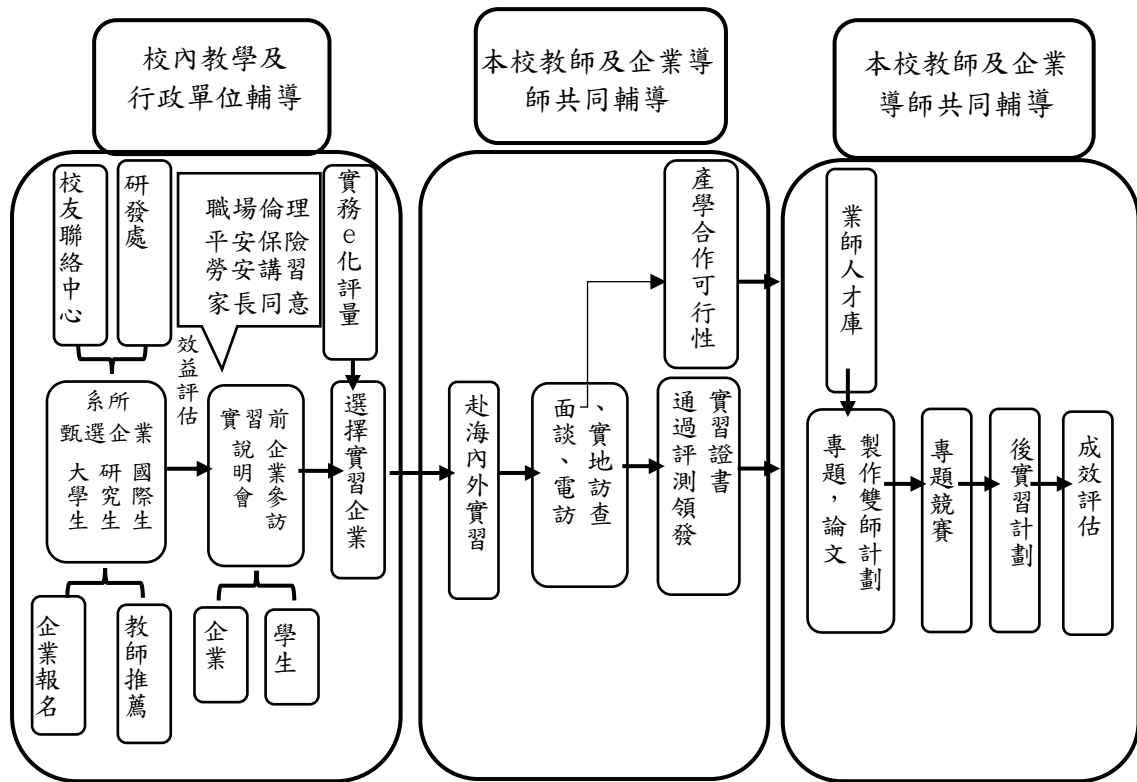 校內教學及
行政單位輔導
本校教師及企業導
師共同輔導
本校教師及企業
導師共同輔導
校友聯絡中心
研發處
職場倫理
平安保險
勞安講習
家長同意
實務e化評量
效益評估
系所
甄選企業
大學生
研究生
國際生
實習前
說明會
企業參訪
選擇實習企業
企業報名
教師推薦
企業
學生
產學合作可行性
赴海內外實習
面談、電訪
、實地訪查
通過評測領發
實習證書
業師人才庫
專題，論文
製作雙師計劃
專題競賽
後實習計劃
成效評估